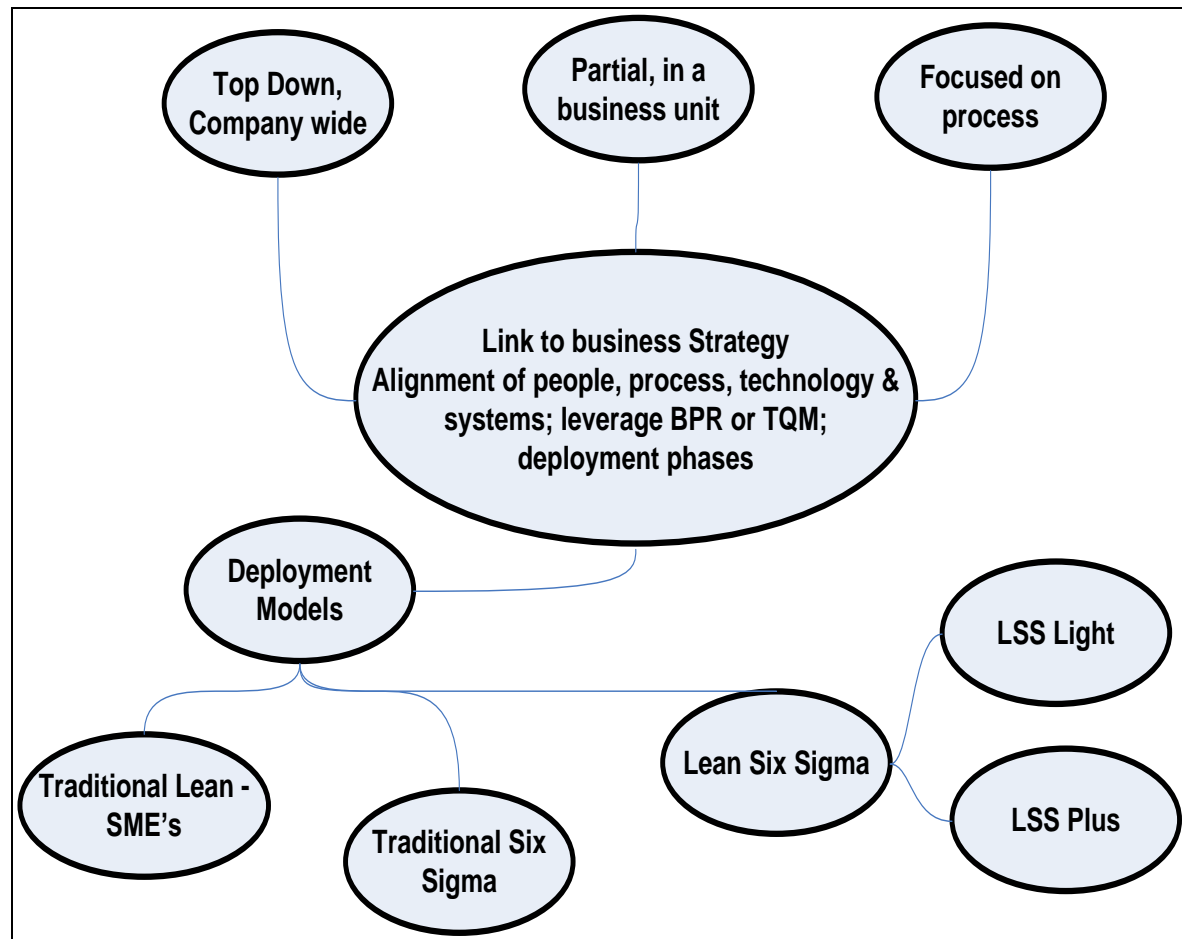 Top Down,
Company wide
Partial, in a
business unit
Focused on
process
Link to business Strategy
Alignment of people, process, technology &
systems; leverage BPR or TQM;
deployment phases
Deployment
Models
LSS Light
Lean Six Sigma
Traditional Lean -
SME’s
LSS Plus
Traditional Six
Sigma